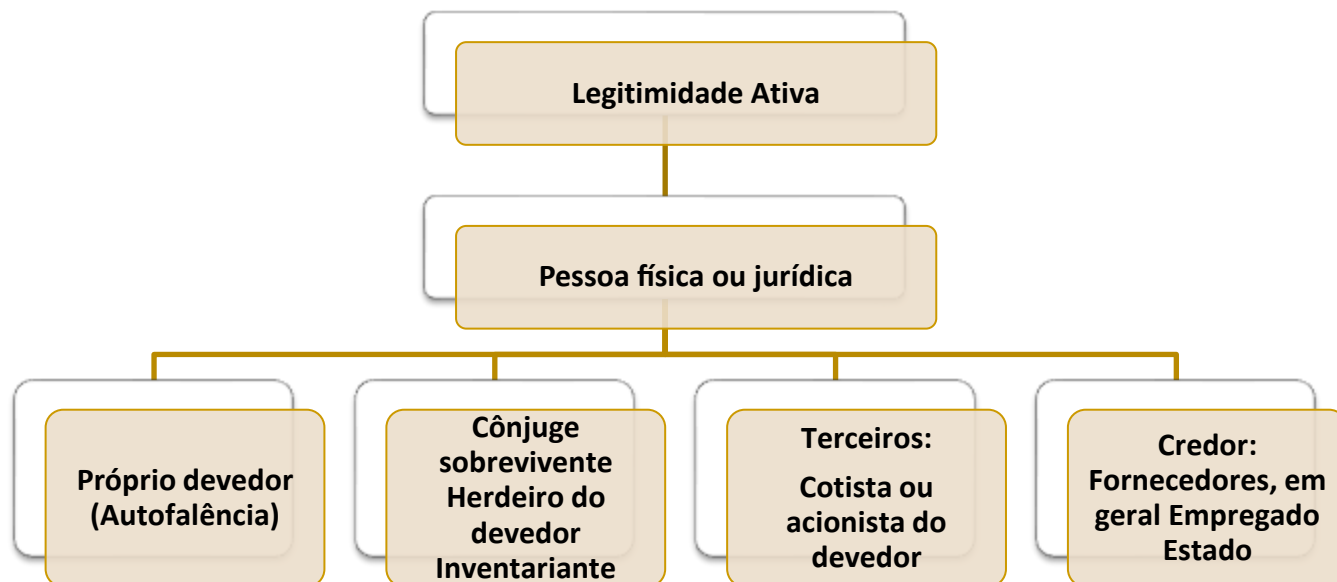 Legitimidade Ativa
Pessoa física ou jurídica
Próprio devedor
(Autofalência)
Cônjuge
sobrevivente
Herdeiro do
devedor
Inventariante
Terceiros:
Cotista ou
acionista do
devedor
Credor:
Fornecedores, em
geral Empregado
Estado